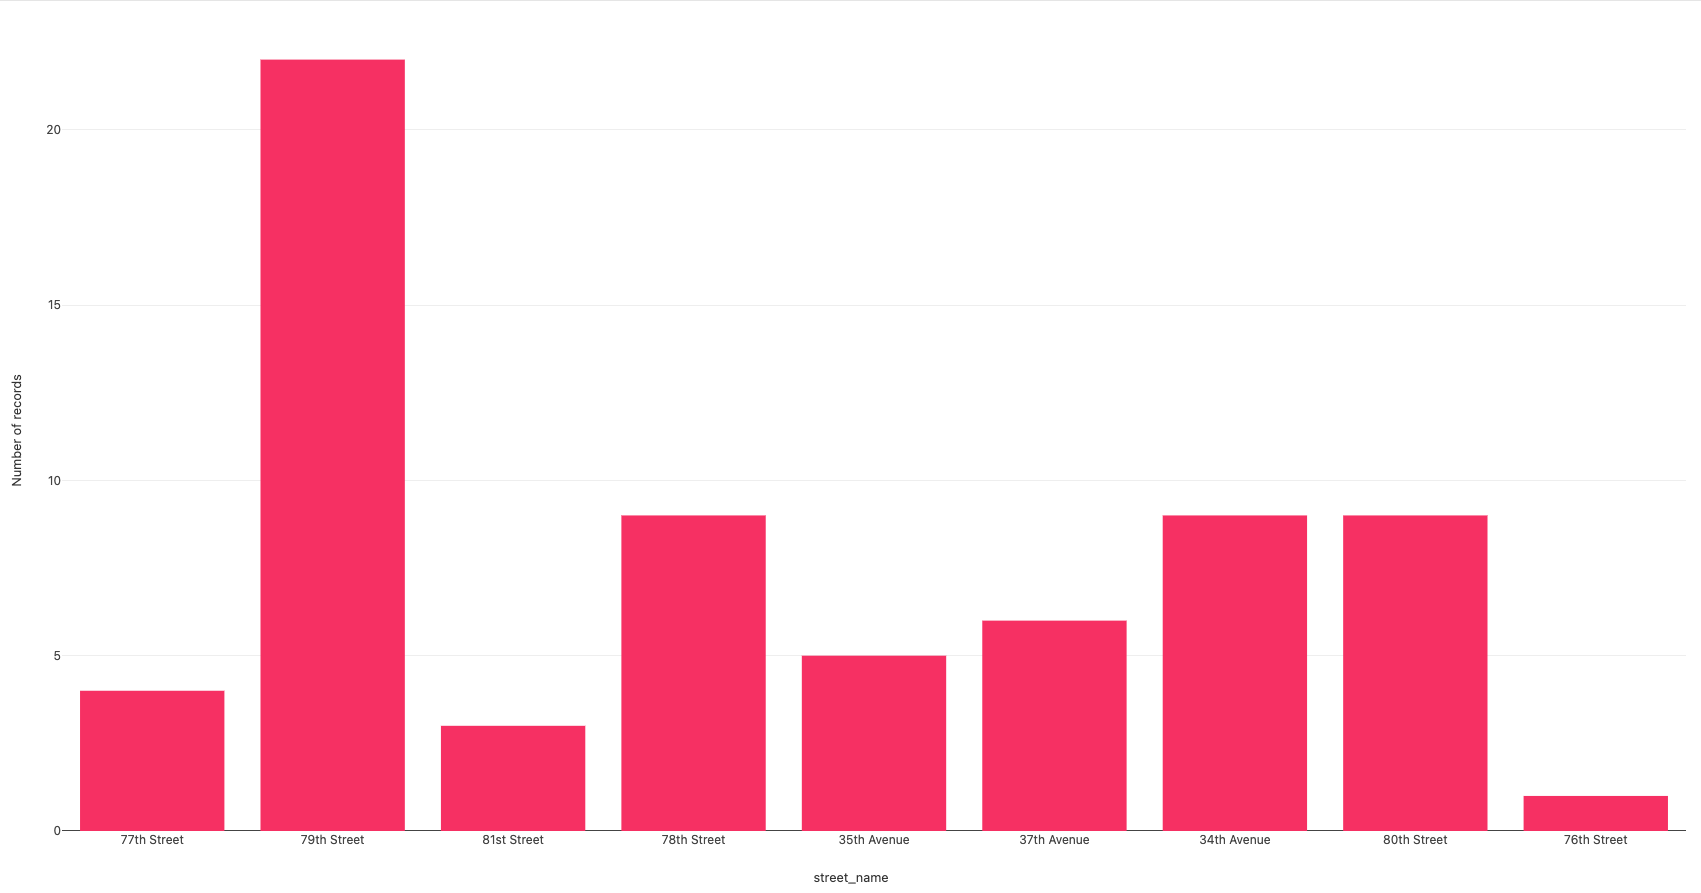 Number of records
20
15
10
5
0
77th Street
79th Street
81st Street
78th Street
35th Avenue
37th Avenue
34th Avenue
80th Street
76th Street
street_name